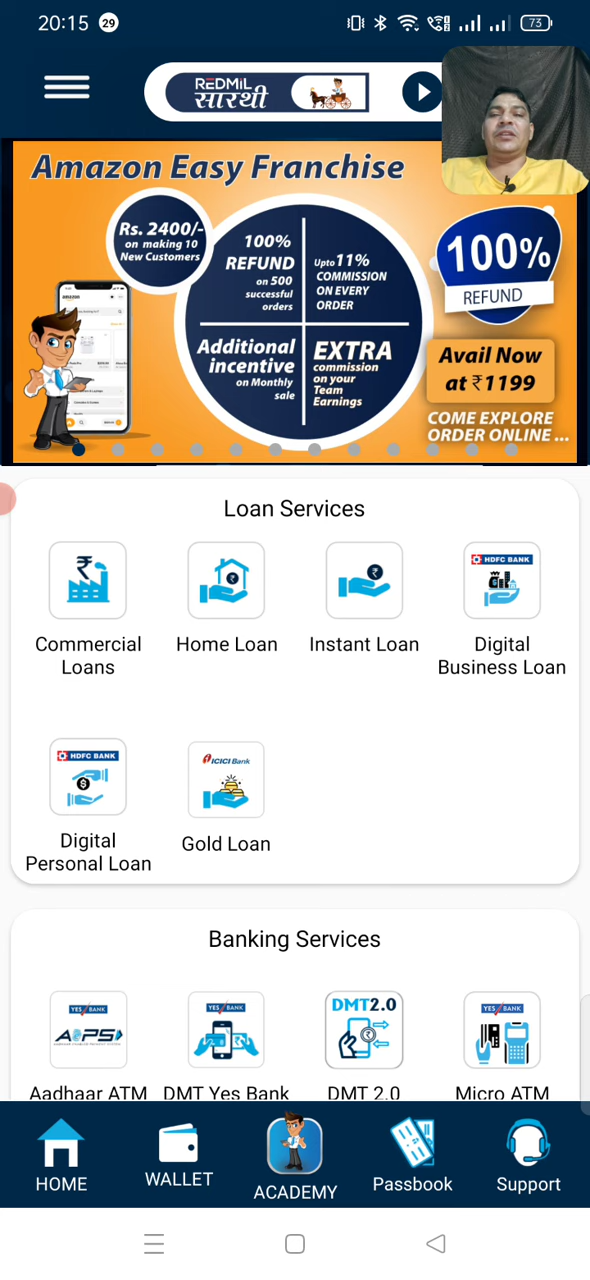 20:15 29
73
REDMiL
सारथी
Amazon Easy Franchise
Rs. 2400/-
on making 10
New Customers
100%
REFUND
on 500
successful
orders
Upto 11%
COMMISSION
ON EVERY
ORDER
Additional
incentive
on Monthly
sale
EXTRA
commission
on your
Team
Earnings
100%
REFUND
Avail Now
at ₹1199
COME EXPLORE
ORDER ONLINE ...
Loan Services
HDFC BANK
Commercial
Loans
Home Loan
Instant Loan
Digital
Business Loan
HDFC BANK
ICICI Bank
Digital
Personal Loan
Gold Loan
Banking Services
YES BANK
AEPS
YES BANK
DMT2.0
YES BANK
Aadhaar ATM
DMT Yes Bank
DMT 2.0
Micro ATM
HOME
WALLET
ACADEMY
Passbook
Support